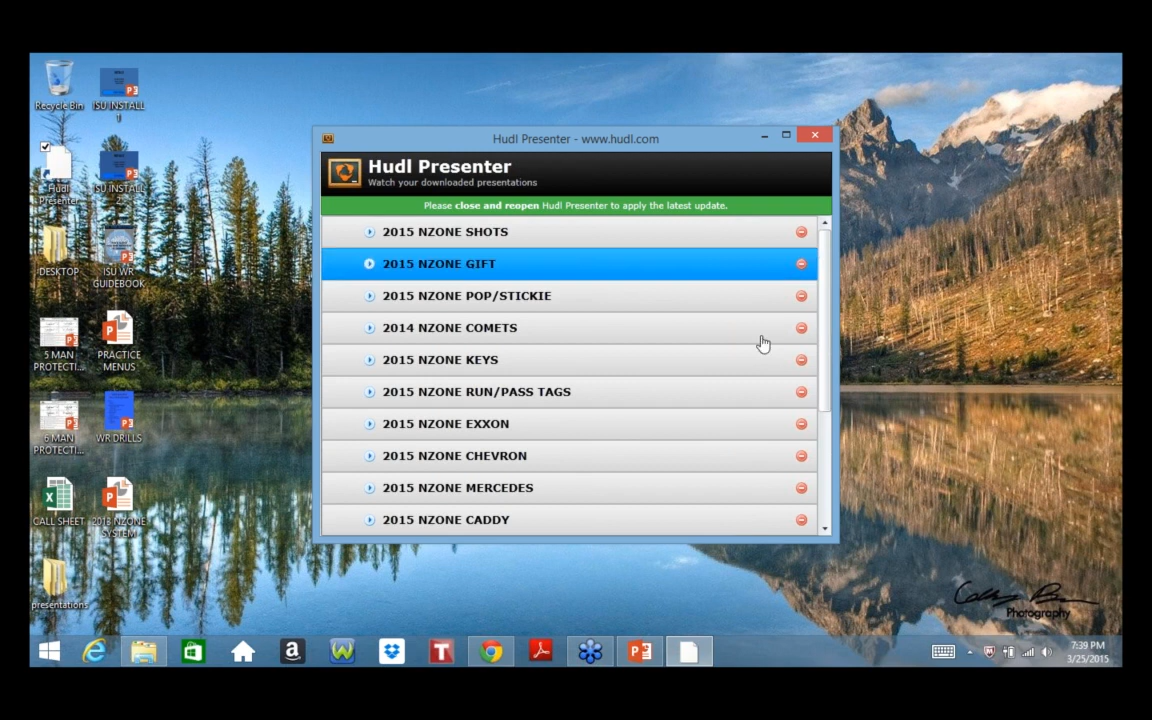 Recycle Bin
ISU INSTALL
1
Hudl
Presenter
ISU INSTALL
2
DESKTOP
ISU WR
GUIDEBOOK
5 MAN
PROTECTI...
PRACTICE
MENUS
6 MAN
PROTECTI...
WR DRILLS
CALL SHEET
2013 NZONE
SYSTEM
presentations
Hudl Presenter - www.hudl.com
Hudl Presenter
Watch your downloaded presentations
Please close and reopen Hudl Presenter to apply the latest update.
2015 NZONE SHOTS
2015 NZONE GIFT
2015 NZONE POP/STICKIE
2014 NZONE COMETS
2015 NZONE KEYS
2015 NZONE RUN/PASS TAGS
2015 NZONE EXXON
2015 NZONE CHEVRON
2015 NZONE MERCEDES
2015 NZONE CADDY
Photography
7:39 PM
3/25/2015